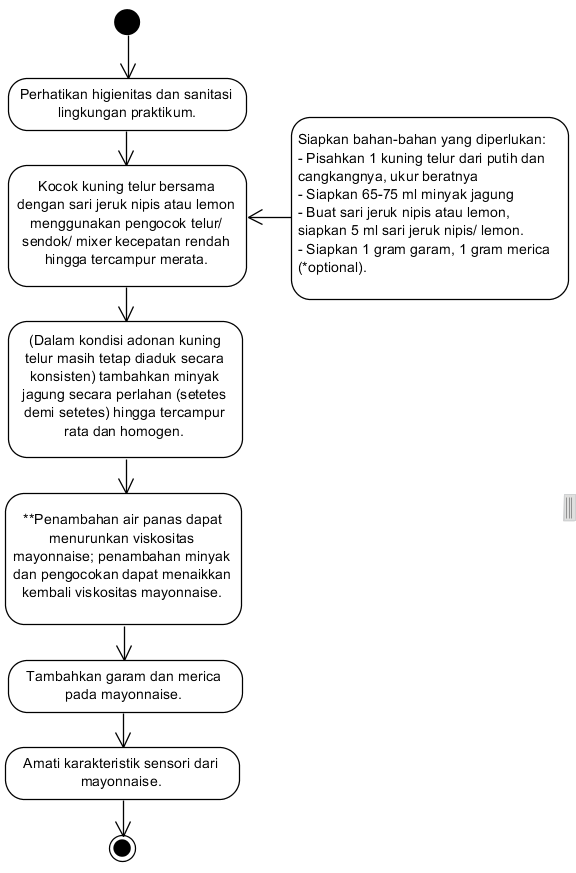 Perhatikan higienitas dan sanitasi
lingkungan praktikum.
Siapkan bahan-bahan yang diperlukan:
- Pisahkan 1 kuning telur dari putih dan
cangkangnya, ukur beratnya
- Siapkan 65-75 ml minyak jagung
- Buat sari jeruk nipis atau lemon,
siapkan 5 ml sari jeruk nipis/ lemon.
- Siapkan 1 gram garam, 1 gram merica
(*optional).
Kocok kuning telur bersama
dengan sari jeruk nipis atau lemon
menggunakan pengocok telur/
sendok/ mixer kecepatan rendah
hingga tercampur merata.
(Dalam kondisi adonan kuning
telur masih tetap diaduk secara
konsisten) tambahkan minyak
jagung secara perlahan (setetes
demi setetes) hingga tercampur
rata dan homogen.
**Penambahan air panas dapat
menurunkan viskositas
mayonnaise; penambahan minyak
dan pengocokan dapat menaikkan
kembali viskositas mayonnaise.
Tambahkan garam dan merica
pada mayonnaise.
Amati karakteristik sensori dari
mayonnaise.